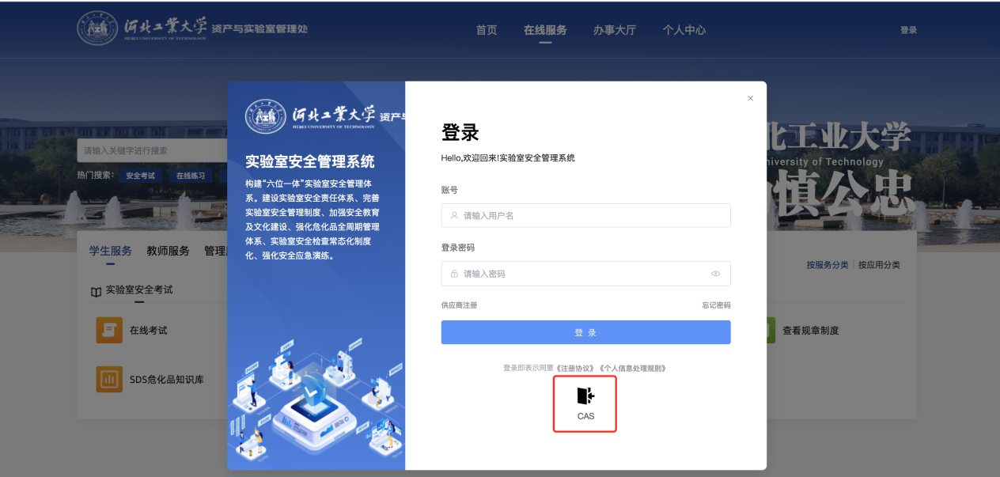 河北工業大学 资产与实验室管理处
HEBEI UNIVERSITY OF TECHNOLOGY
首页 在线服务 办事大厅 个人中心 登录
请输入关键字进行搜索
热门搜索： 安全考试 在线练习
北工业大学
niversity of Technology
慎公忠
学生服务 教师服务 管理
按服务分类 按应用分类
实验室安全考试
在线考试
查看规章制度
SDS危化品知识库
河北工業大学 资产与
HEBEI UNIVERSITY OF TECHNOLOGY
实验室安全管理系统
构建“六位一体”实验室安全管理体
系。建设实验室安全责任体系、完善
实验室安全管理制度、加强安全教育
及文化建设、强化危化品全周期管理
体系、实验室安全检查常态化制度
化、强化安全应急演练。
×
登录
Hello,欢迎回来!实验室安全管理系统
账号
请输入用户名
登录密码
请输入密码
供应商注册 忘记密码
登 录
登录即表示同意《注册协议》《个人信息处理规则》
CAS